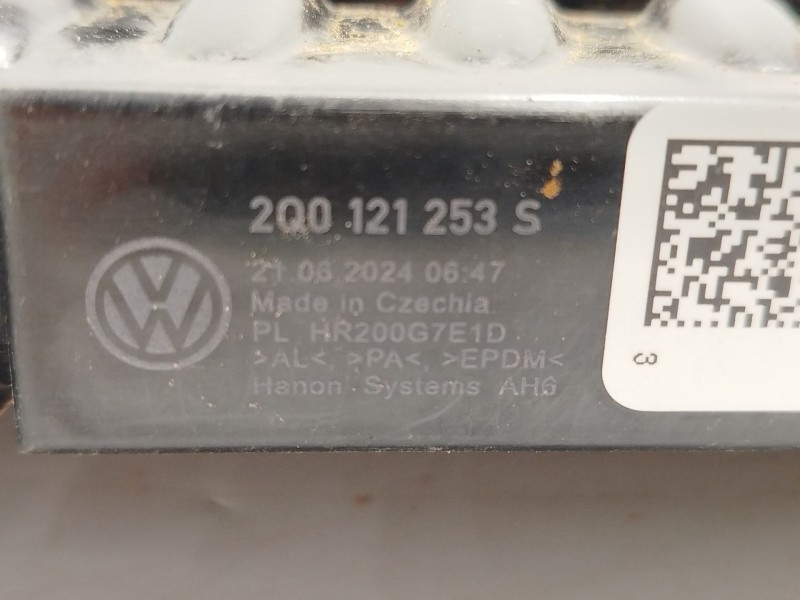 2Q0 121 253 S
21.06.2024 06:47
Made in Czechia
PL HR200G7E1D
>AL<, >PA<, >EPDM<
Hanon Systems AH6
3